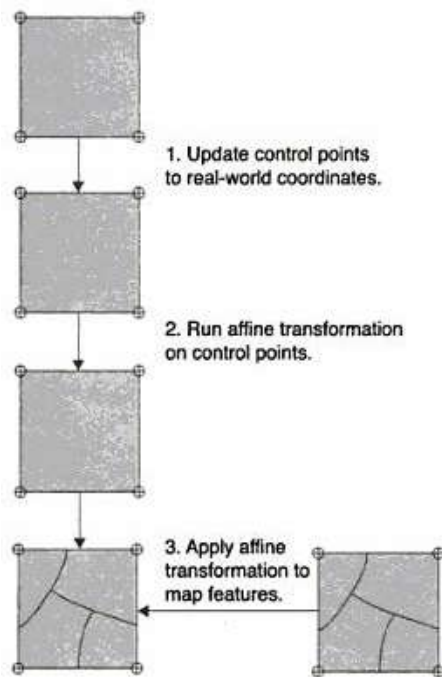 1. Update control points
to real-world coordinates.
2. Run affine transformation
on control points.
3. Apply affine
transformation to
map features.